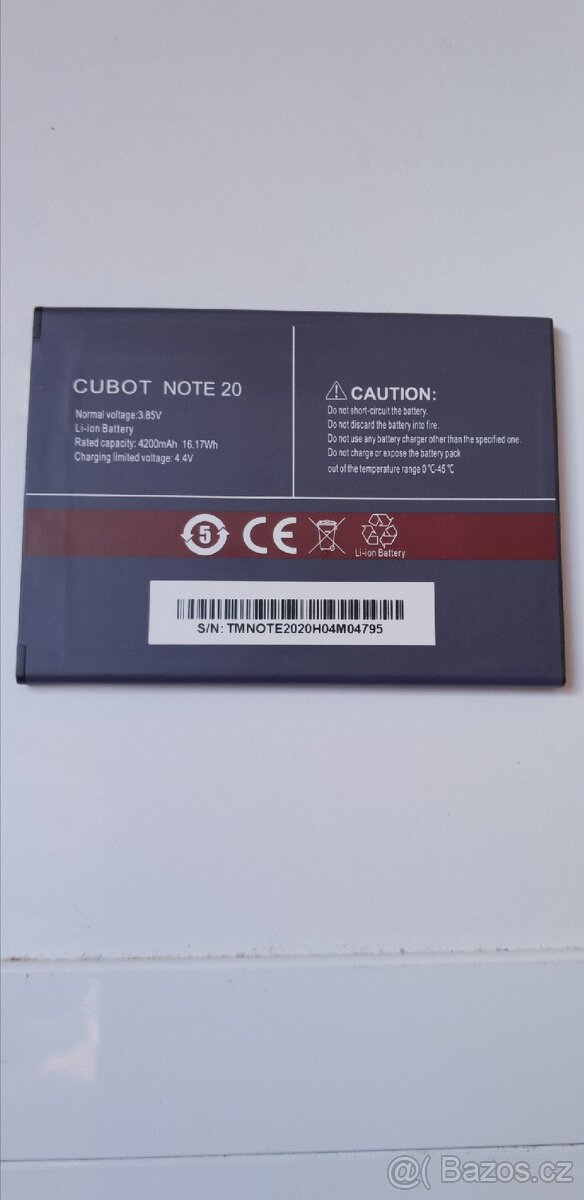 CUBOT NOTE 20
Normal voltage:3.85V
Li-ion Battery
Rated capacity: 4200mAh 16.17Wh
Charging limited voltage: 4.4V
CAUTION:
Do not short-circuit the battery.
Do not discard the battery into fire.
Do not use any battery charger other than the specified one.
Do not charge or expose the battery pack
out of the temperature range 0℃-45℃
5 CE
Li-ion Battery
S/N: TMNOTE2020H04M04795
@( Bazos.cz